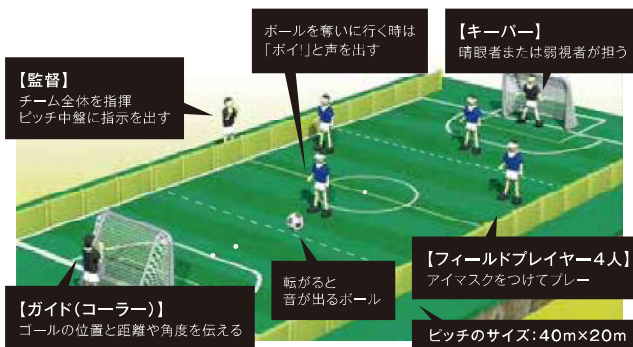 ボールを奪いに行く時は
「ボイ!」と声を出す
【キーパー】
晴眼者または弱視者が担う
【監督】
チーム全体を指揮
ピッチ中盤に指示を出す
【フィールドプレイヤー4人】
アイマスクをつけてプレー
転がると
音が出るボール
【ガイド(コーラー)】
ゴールの位置と距離や角度を伝える
ピッチのサイズ:40m×20m